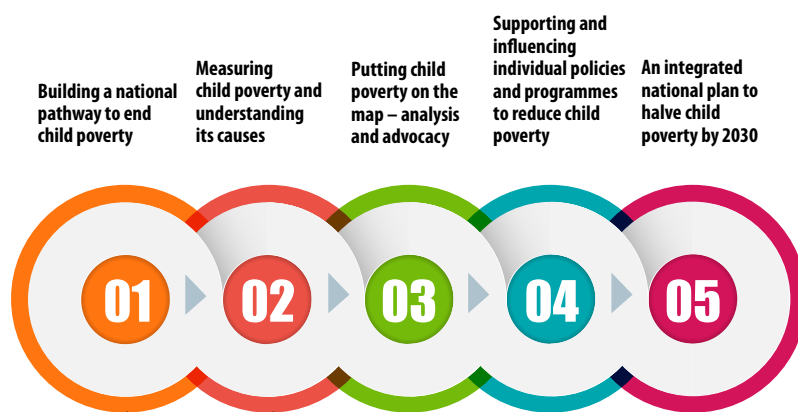 Building a national
pathway to end
child poverty
Measuring
child poverty and
understanding
its causes
Putting child
poverty on the
map – analysis
and advocacy
Supporting and
influencing
individual policies
and programmes
to reduce child
poverty
An integrated
national plan to
halve child
poverty by 2030
01
02
03
04
05